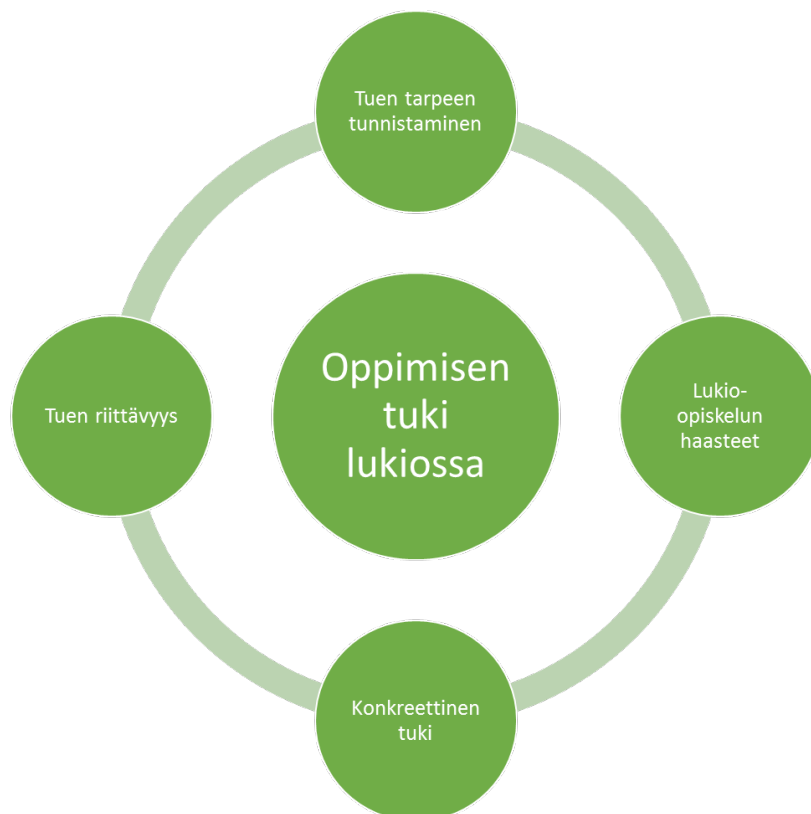 Tuen tarpeen
tunnistaminen
Oppimisen
tuki
lukiossa
Tuen riittävyys
Lukio-
opiskelun
haasteet
Konkreettinen
tuki